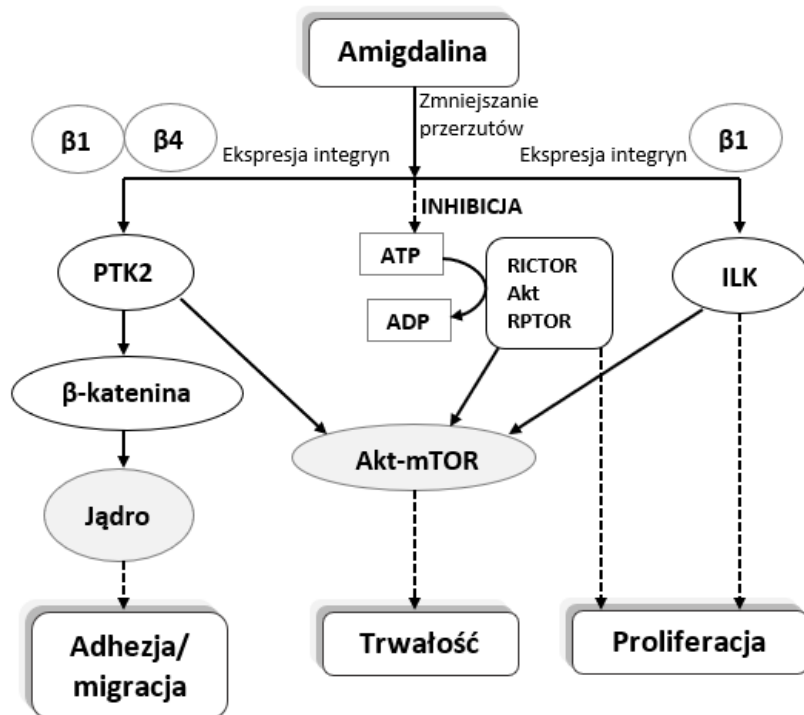 Amigdalina
Zmniejszanie
przerzutów
β1
β4
Ekspresja integryn
Ekspresja integryn
β1
INHIBICJA
PTK2
ATP
ADP
RICTOR
Akt
RPTOR
ILK
β-katenina
Akt-mTOR
Jądro
Adhezja/
migracja
Trwałość
Proliferacja